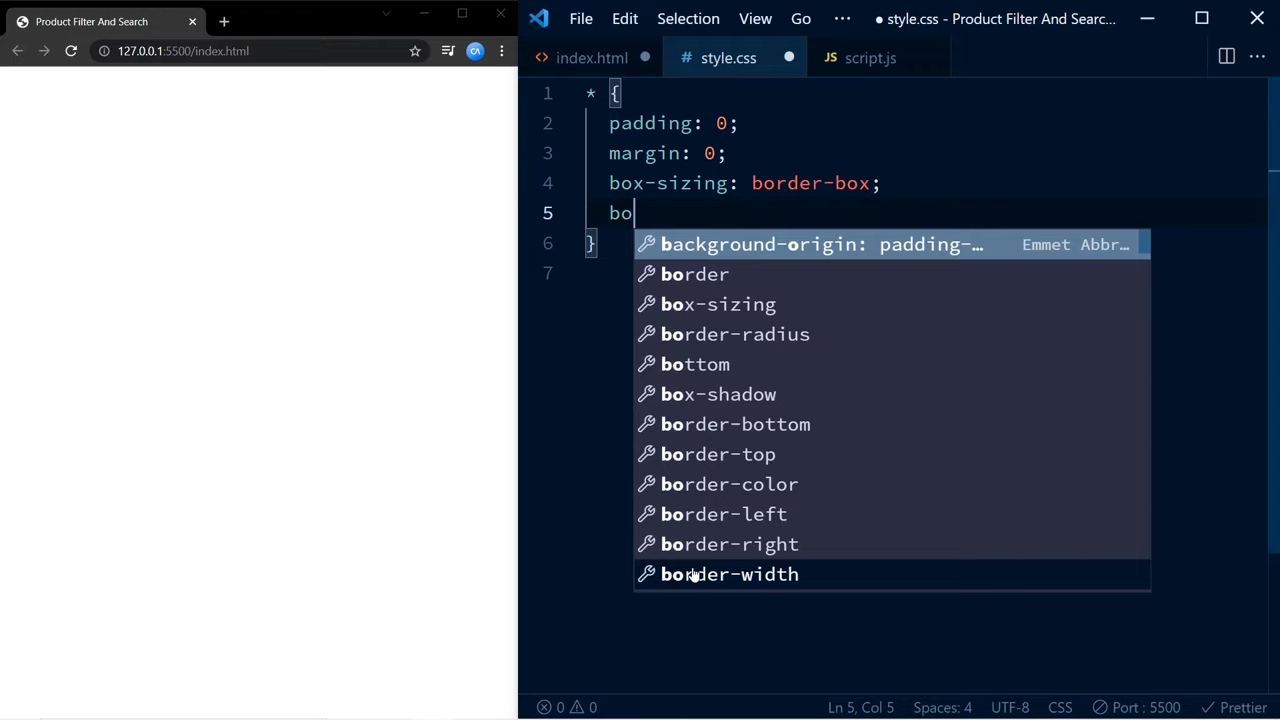 Product Filter And Search
127.0.0.1:5500/index.html
CA
File Edit Selection View Go ··· ● style.css - Product Filter And Searc...
<> index.html # style.css JS script.js
1 * {
2 padding: 0;
3 margin: 0;
4 box-sizing: border-box;
5 bo
6 }
7
background-origin: padding-… Emmet Abbr…
border
box-sizing
border-radius
bottom
box-shadow
border-bottom
border-top
border-color
border-left
border-right
border-width
0 0 Ln 5, Col 5 Spaces: 4 UTF-8 CSS Port : 5500 Prettier